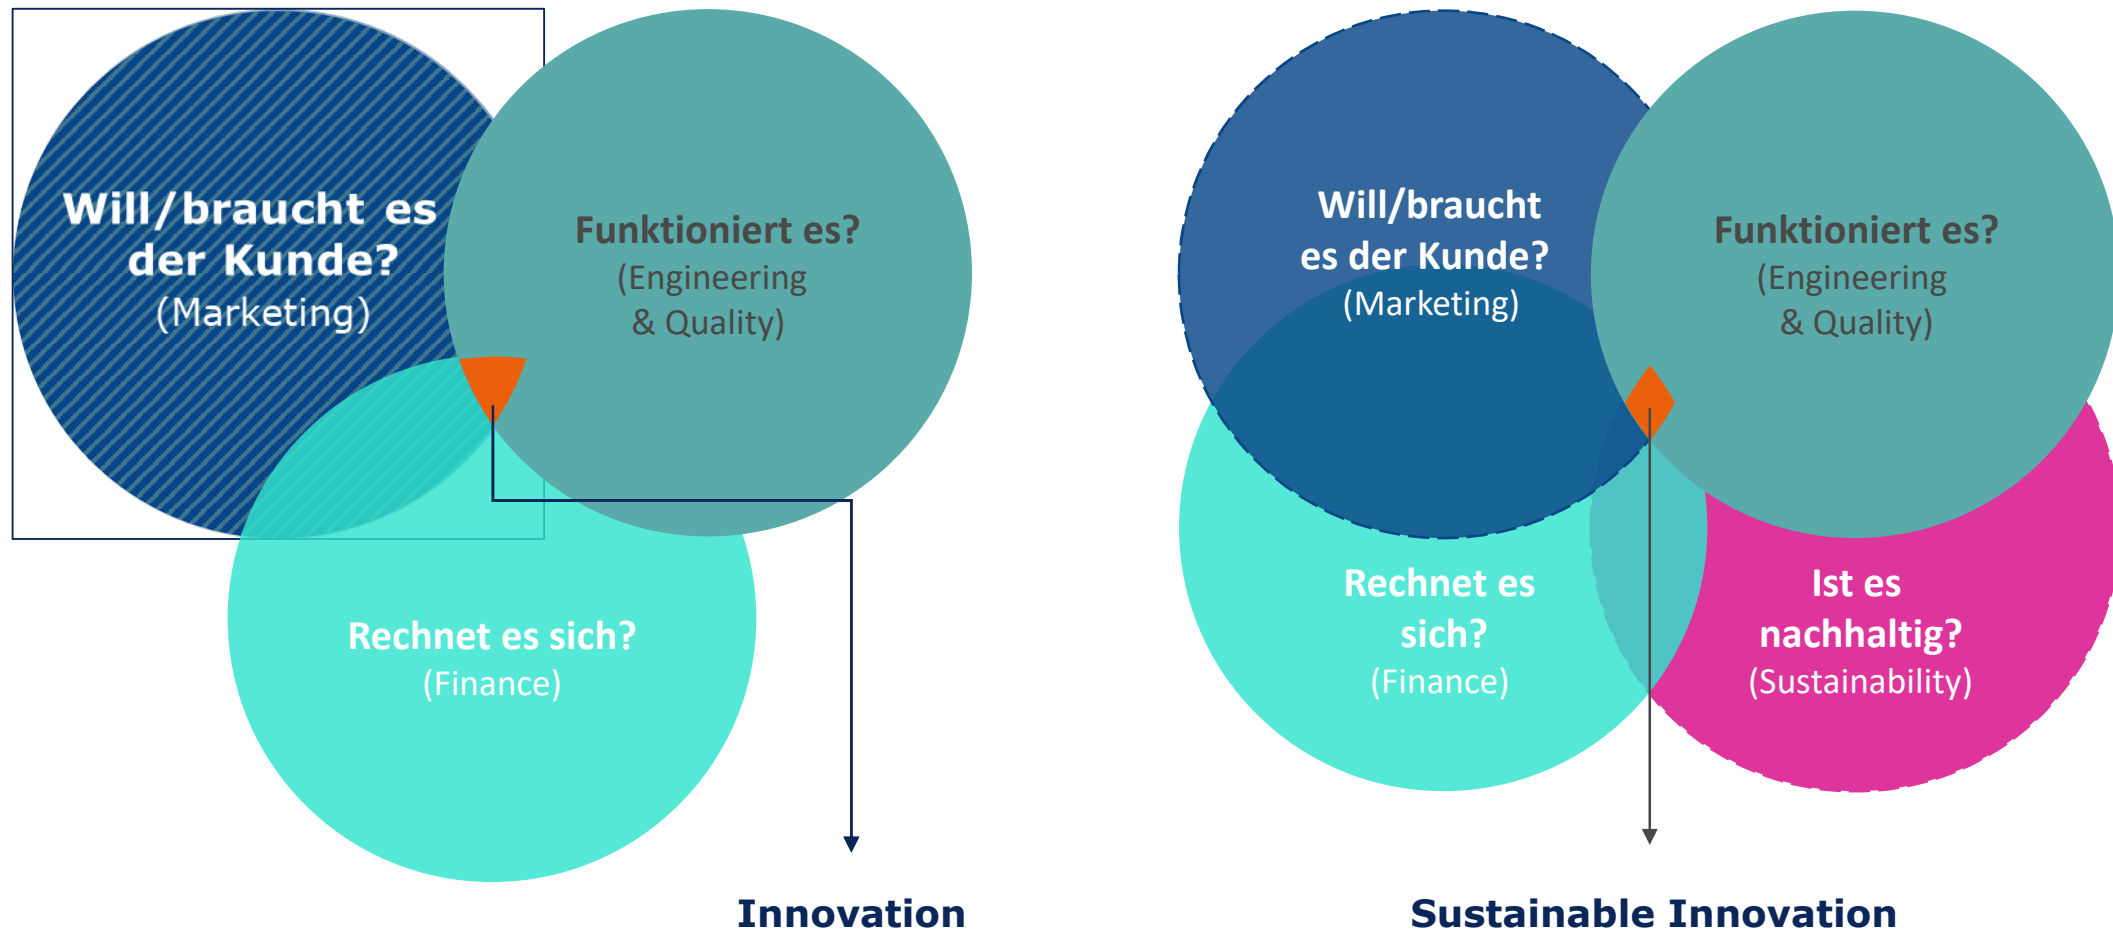 Will/braucht es
der Kunde?
(Marketing)
Funktioniert es?
(Engineering
& Quality)
Rechnet es sich?
(Finance)
Innovation
Will/braucht
es der Kunde?
(Marketing)
Funktioniert es?
(Engineering
& Quality)
Rechnet es
sich?
(Finance)
Ist es
nachhaltig?
(Sustainability)
Sustainable Innovation